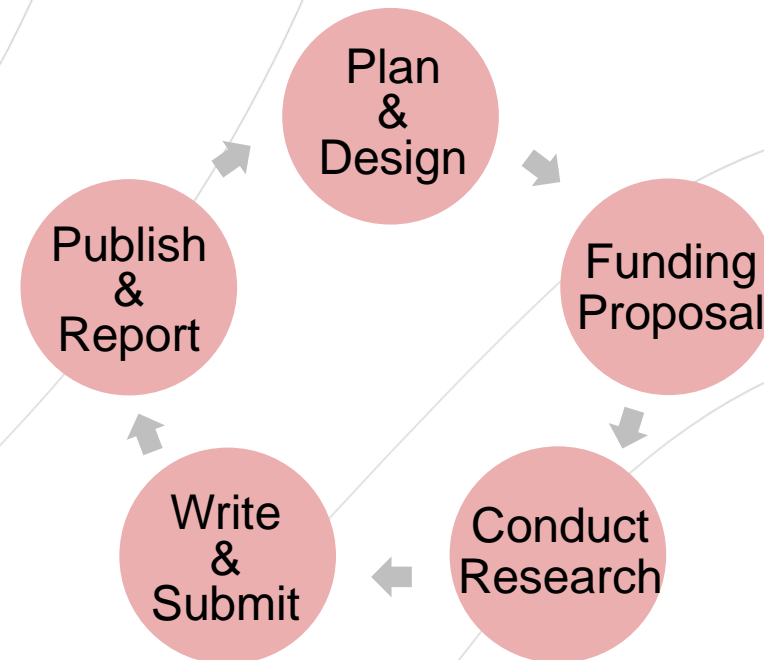 Plan
&
Design
Funding
Proposal
Conduct
Research
Write
&
Submit
Publish
&
Report